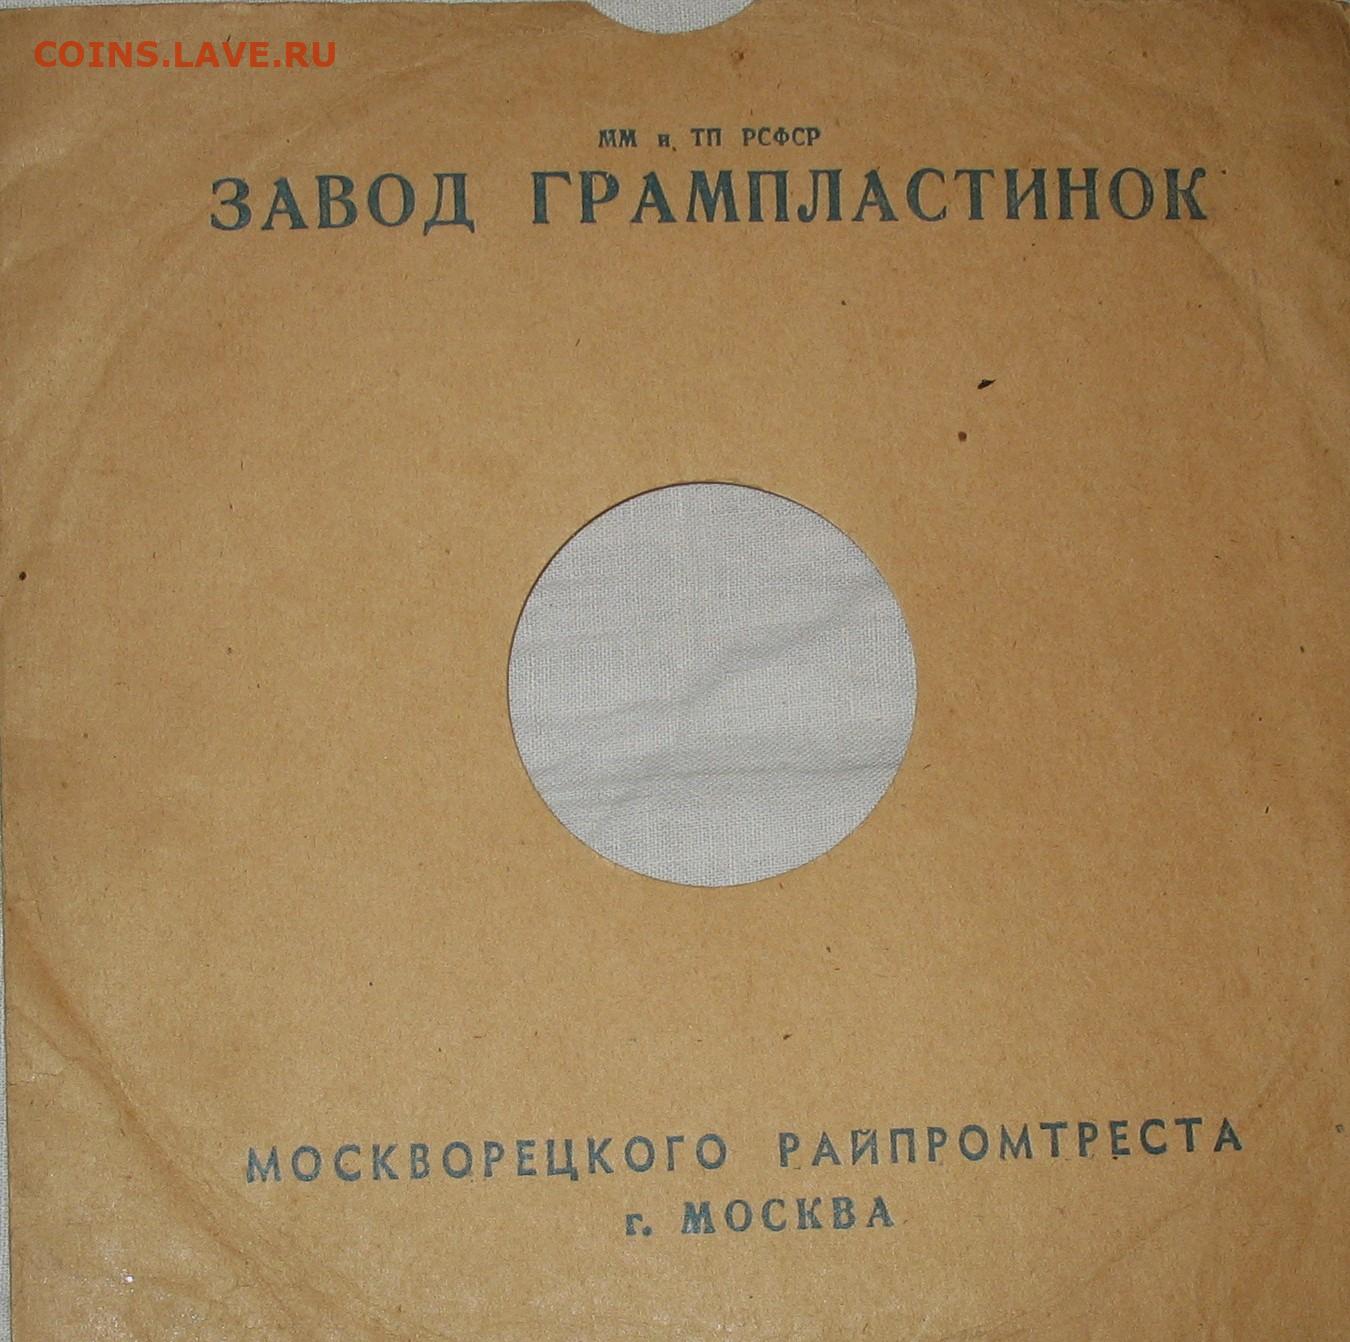 COINS.LAVE.RU
ММ и ТП РСФСР
ЗАВОД ГРАМПЛАСТИНОК
МОСКВОРЕЦКОГО РАЙПРОМТРЕСТА
г. МОСКВА